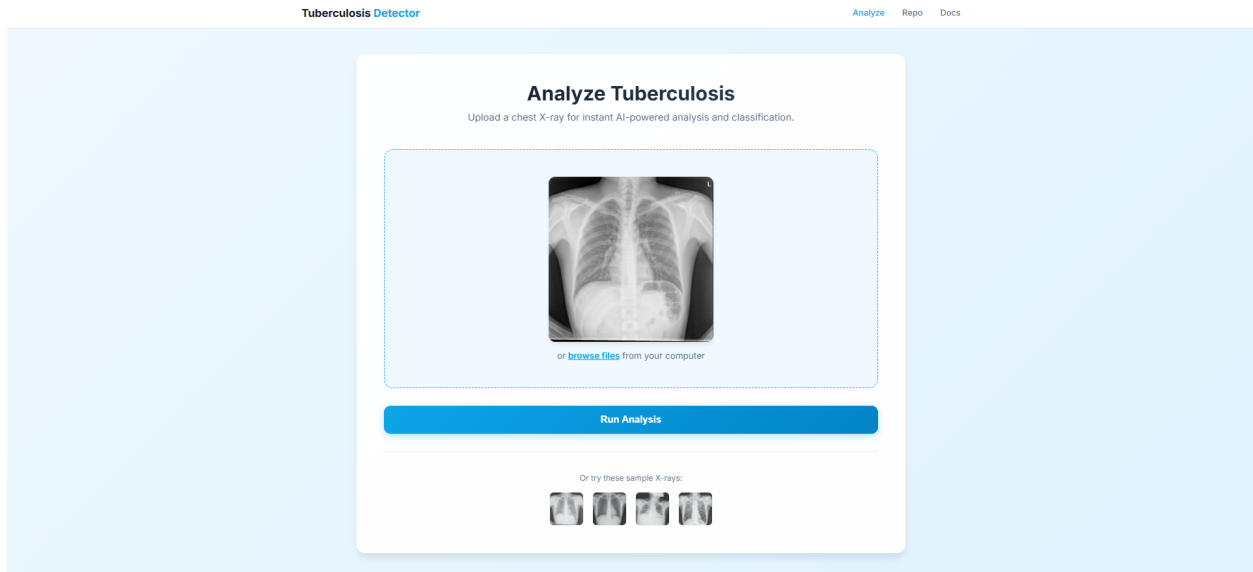 Tuberculosis Detector
Analyze Repo Docs
Analyze Tuberculosis
Upload a chest X-ray for instant AI-powered analysis and classification.
L
or browse files from your computer
Run Analysis
Or try these sample X-rays: